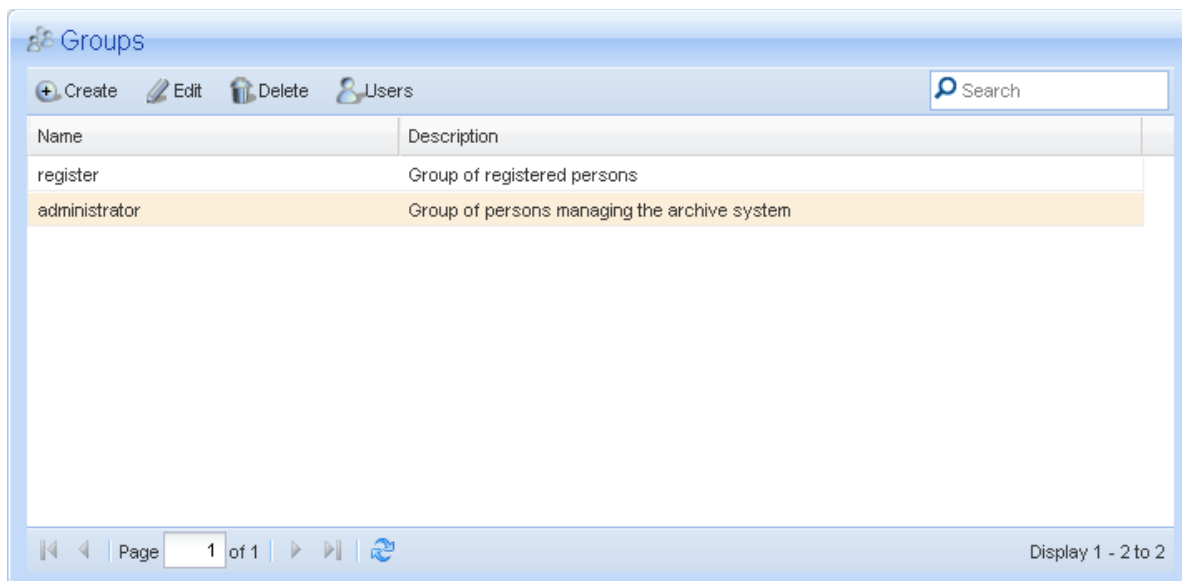 Groups
Create Edit Delete Users Search
Name Description
register Group of registered persons
administrator Group of persons managing the archive system
Page 1 of 1 Display 1 - 2 to 2